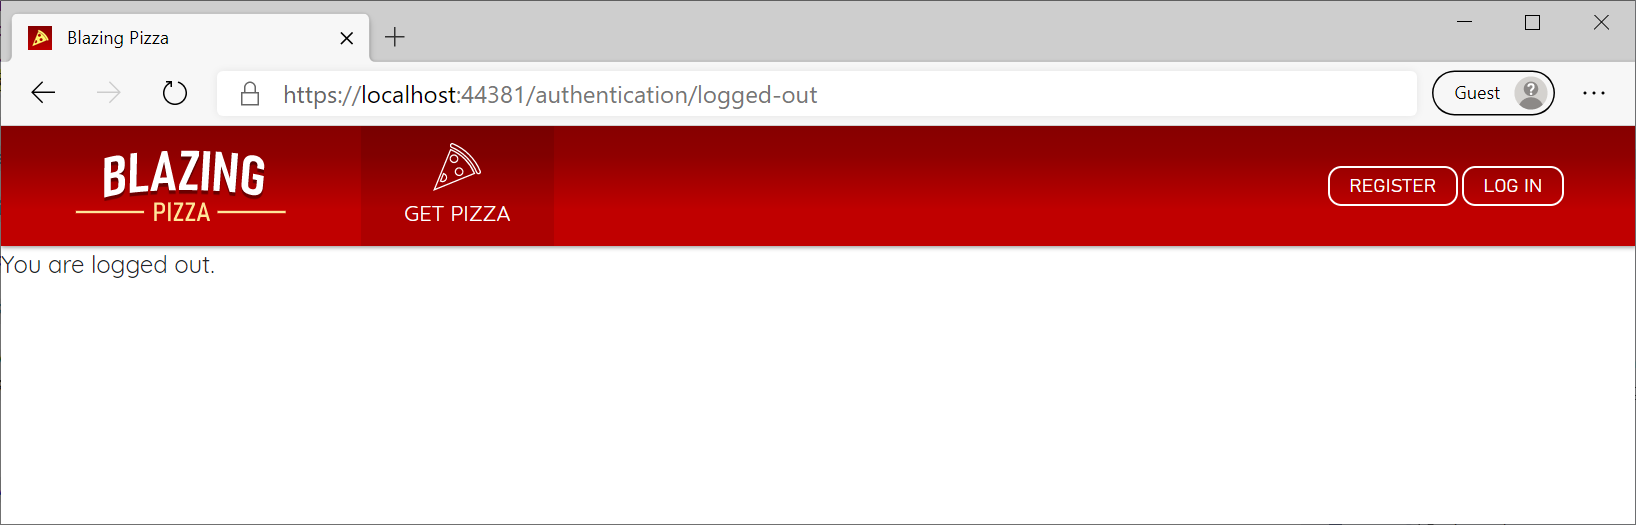 Blazing Pizza
https://localhost:44381/authentication/logged-out
Guest
BLAZING
PIZZA
GET PIZZA
REGISTER
LOG IN
You are logged out.